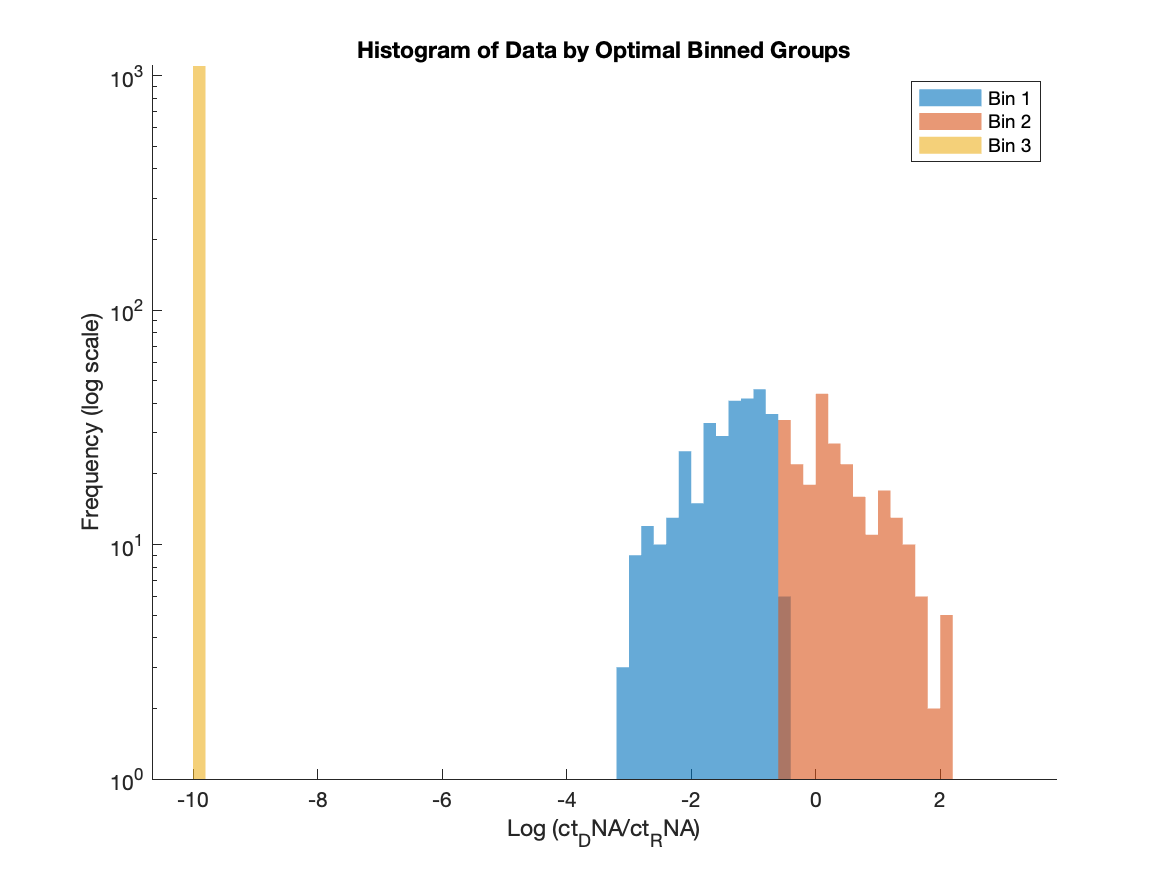 Histogram of Data by Optimal Binned Groups
Bin 1
Bin 2
Bin 3
Frequency (log scale)
10³
10²
10¹
10⁰
-10 -8 -6 -4 -2 0 2
Log (ct_DNA/ct_RNA)